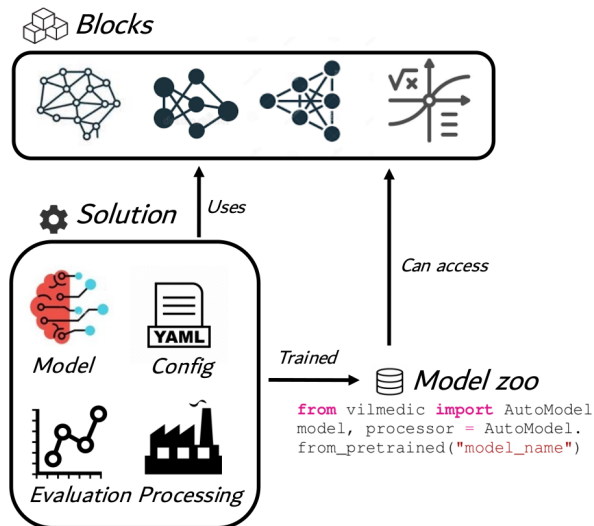 Blocks
√x
Solution
Uses
Can access
YAML
Model
Config
Trained
Model zoo
from vilmedic import AutoModel
model, processor = AutoModel.
from_pretrained("model_name")
Evaluation
Processing